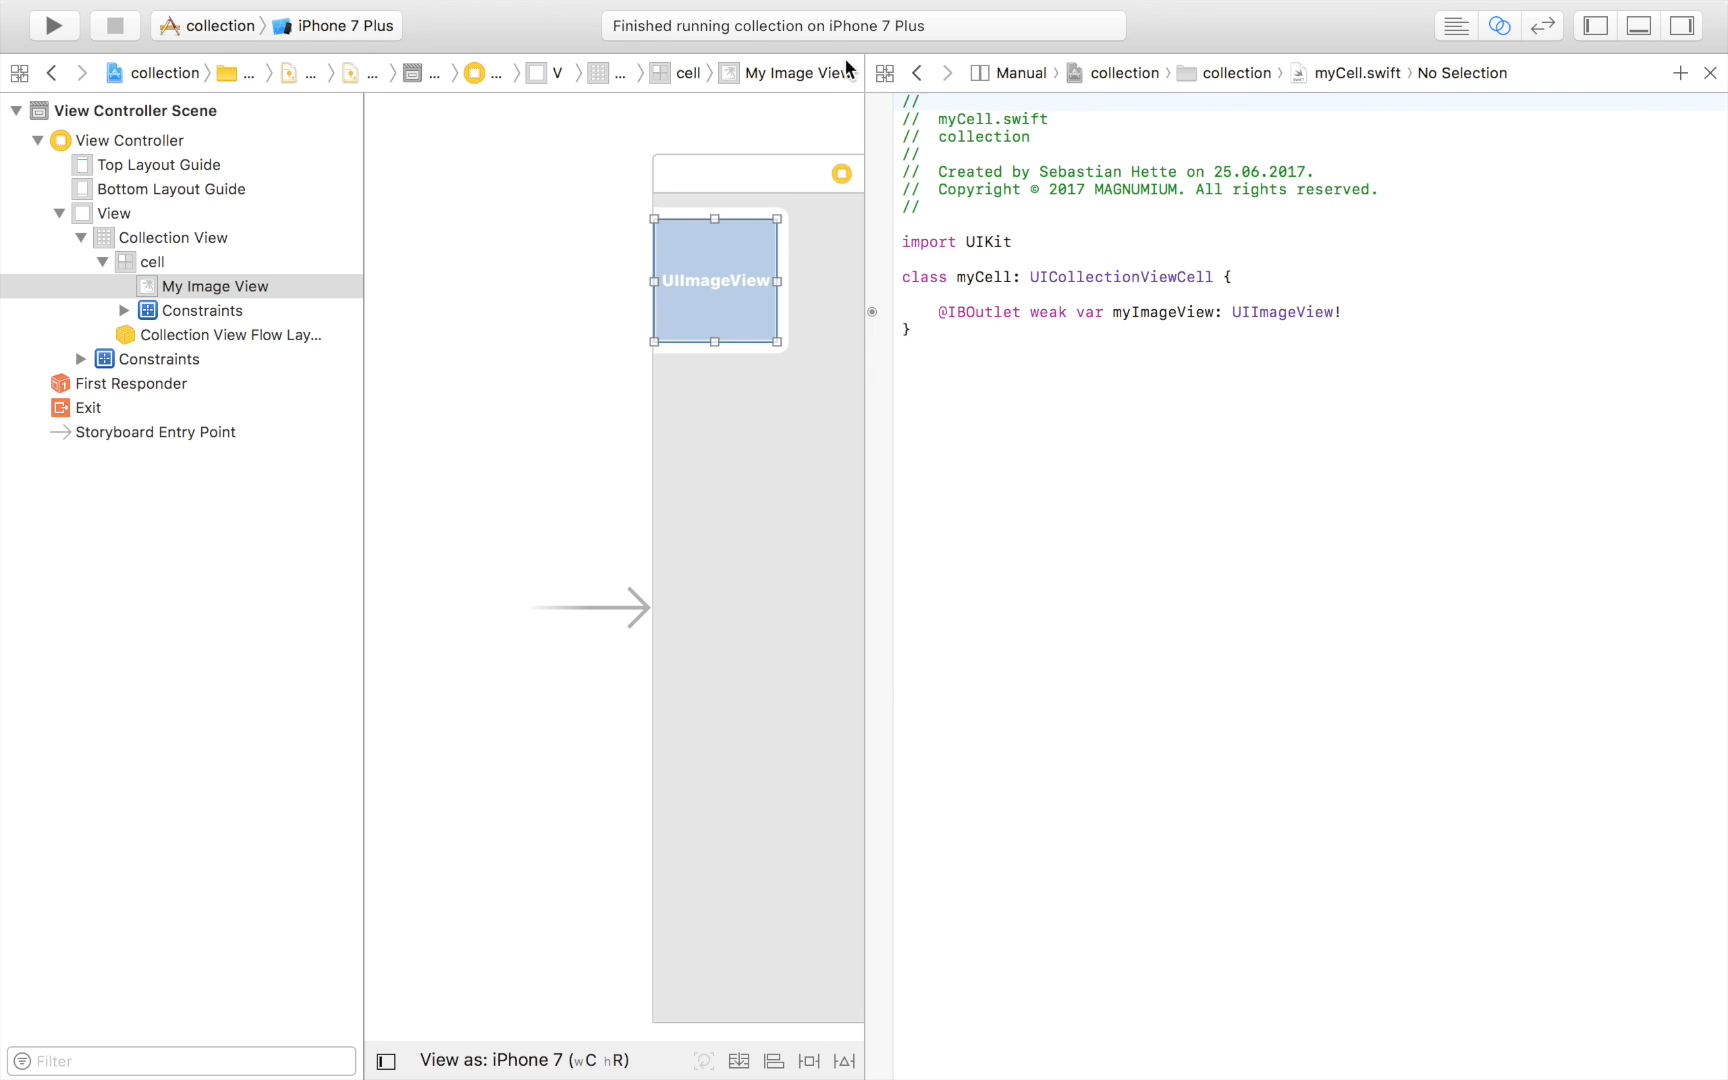 collection
iPhone 7 Plus
Finished running collection on iPhone 7 Plus
collection
...
...
...
...
...
V
...
cell
My Image View
Manual
collection
collection
myCell.swift
No Selection
View Controller Scene
View Controller
Top Layout Guide
Bottom Layout Guide
View
Collection View
cell
My Image View
Constraints
Collection View Flow Lay...
Constraints
First Responder
Exit
Storyboard Entry Point
UIImageView
//
//  myCell.swift
//  collection
//
//  Created by Sebastian Hette on 25.06.2017.
//  Copyright © 2017 MAGNUMIUM. All rights reserved.
//
import UIKit
class myCell: UICollectionViewCell {
@IBOutlet weak var myImageView: UIImageView!
}
Filter
View as: iPhone 7 (wC hR)